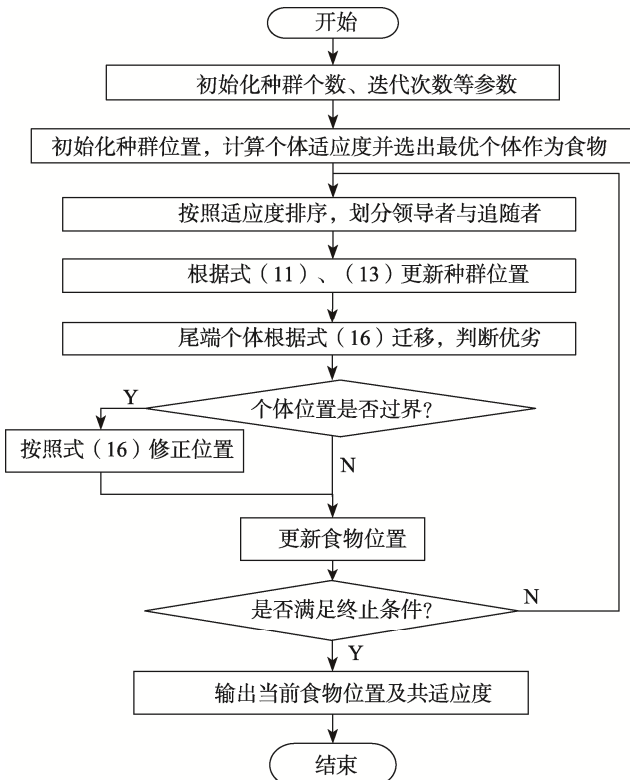 开始
初始化种群个数、迭代次数等参数
初始化种群位置，计算个体适应度并选出最优个体作为食物
按照适应度排序，划分领导者与追随者
根据式（11）、（13）更新种群位置
尾端个体根据式（16）迁移，判断优劣
Y
个体位置是否过界？
按照式（16）修正位置
N
更新食物位置
是否满足终止条件？
N
Y
输出当前食物位置及共适应度
结束